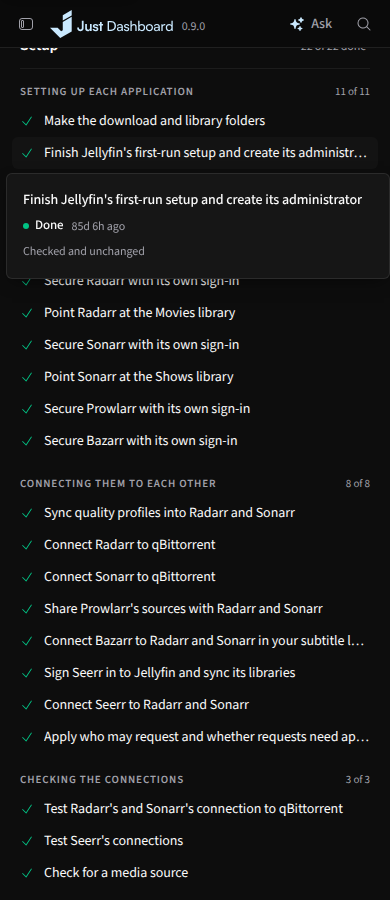 Just Dashboard 0.9.0
Ask
Setup
22 of 22 done
SETTING UP EACH APPLICATION
11 of 11
Make the download and library folders
Finish Jellyfin's first-run setup and create its administr...
Finish Jellyfin's first-run setup and create its administrator
Done 85d 6h ago
Checked and unchanged
Secure Radarr with its own sign-in
Point Radarr at the Movies library
Secure Sonarr with its own sign-in
Point Sonarr at the Shows library
Secure Prowlarr with its own sign-in
Secure Bazarr with its own sign-in
CONNECTING THEM TO EACH OTHER
8 of 8
Sync quality profiles into Radarr and Sonarr
Connect Radarr to qBittorrent
Connect Sonarr to qBittorrent
Share Prowlarr's sources with Radarr and Sonarr
Connect Bazarr to Radarr and Sonarr in your subtitle l...
Sign Seerr in to Jellyfin and sync its libraries
Connect Seerr to Radarr and Sonarr
Apply who may request and whether requests need ap...
CHECKING THE CONNECTIONS
3 of 3
Test Radarr's and Sonarr's connection to qBittorrent
Test Seerr's connections
Check for a media source